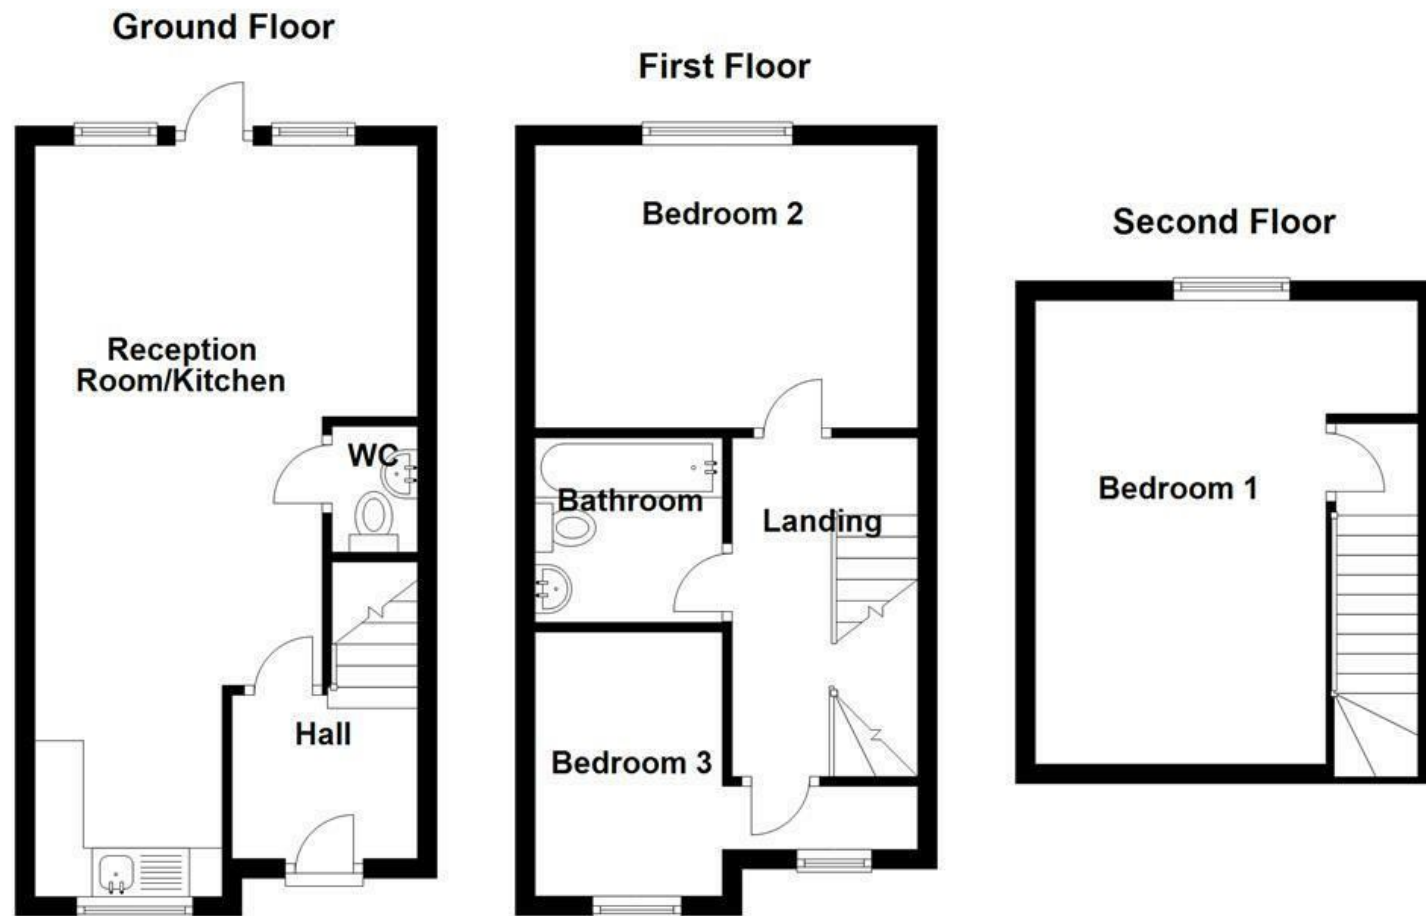 Ground Floor
Reception
Room/Kitchen
WC
Hall
First Floor
Bedroom 2
Bathroom
Landing
Bedroom 3
Second Floor
Bedroom 1